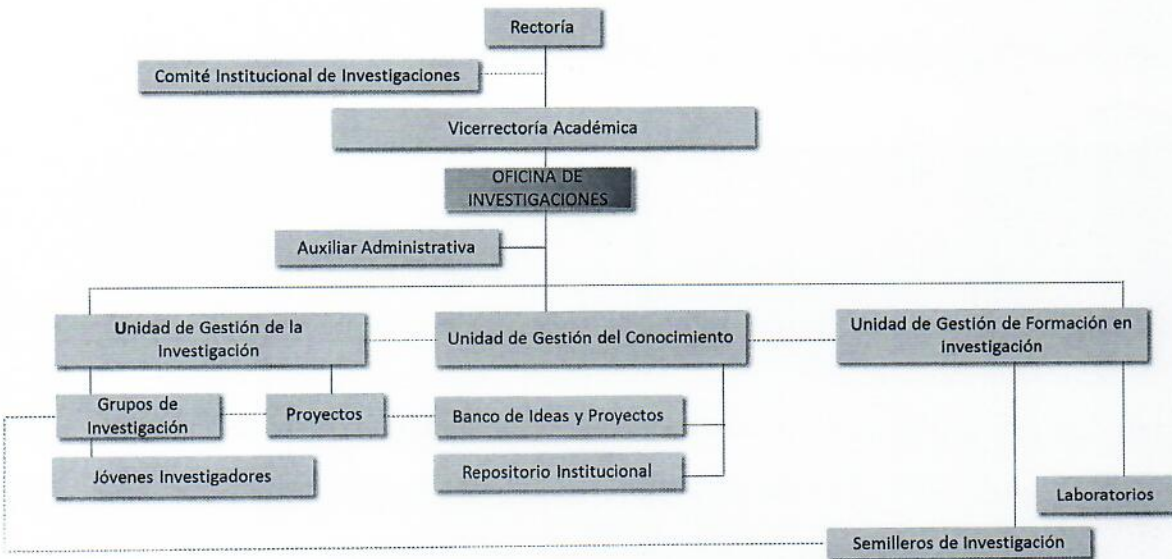 Rectoría
Comité Institucional de Investigaciones
Vicerrectoría Académica
OFICINA DE
INVESTIGACIONES
Auxiliar Administrativa
Unidad de Gestión de la
Investigación
Unidad de Gestión del Conocimiento
Unidad de Gestión de Formación en
investigación
Grupos de
Investigación
Proyectos
Banco de Ideas y Proyectos
Jóvenes Investigadores
Repositorio Institucional
Laboratorios
Semilleros de Investigación